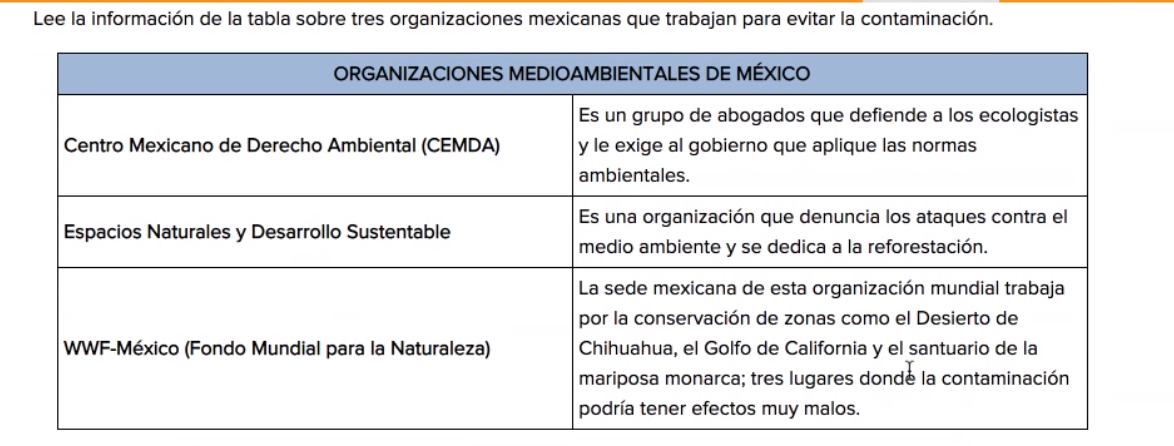 Lee la información de la tabla sobre tres organizaciones mexicanas que trabajan para evitar la contaminación.
ORGANIZACIONES MEDIOAMBIENTALES DE MÉXICO
Centro Mexicano de Derecho Ambiental (CEMDA)
Es un grupo de abogados que defiende a los ecologistas
y le exige al gobierno que aplique las normas
ambientales.
Espacios Naturales y Desarrollo Sustentable
Es una organización que denuncia los ataques contra el
medio ambiente y se dedica a la reforestación.
WWF-México (Fondo Mundial para la Naturaleza)
La sede mexicana de esta organización mundial trabaja
por la conservación de zonas como el Desierto de
Chihuahua, el Golfo de California y el santuario de la
mariposa monarca; tres lugares donde la contaminación
podría tener efectos muy malos.